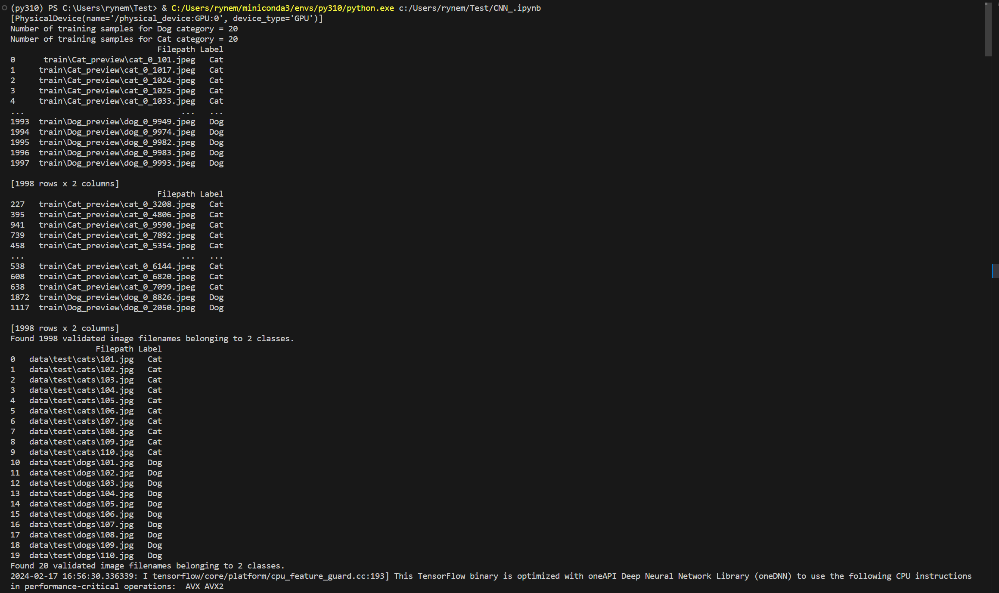 (py310) PS C:\Users\rynem\Test> & C:/Users/rynem/miniconda3/envs/py310/python.exe c:/Users/rynem/Test/CNN_.ipynb
[PhysicalDevice(name='/physical_device:GPU:0', device_type='GPU')]
Number of training samples for Dog category = 20
Number of training samples for Cat category = 20
                               Filepath Label
0      train\Cat_preview\cat_0_101.jpeg   Cat
1     train\Cat_preview\cat_0_1017.jpeg   Cat
2     train\Cat_preview\cat_0_1024.jpeg   Cat
3     train\Cat_preview\cat_0_1025.jpeg   Cat
4     train\Cat_preview\cat_0_1033.jpeg   Cat
...                                 ...   ...
1993  train\Dog_preview\dog_0_9949.jpeg   Dog
1994  train\Dog_preview\dog_0_9974.jpeg   Dog
1995  train\Dog_preview\dog_0_9982.jpeg   Dog
1996  train\Dog_preview\dog_0_9983.jpeg   Dog
1997  train\Dog_preview\dog_0_9993.jpeg   Dog

[1998 rows x 2 columns]
                               Filepath Label
227   train\Cat_preview\cat_0_3208.jpeg   Cat
395   train\Cat_preview\cat_0_4806.jpeg   Cat
941   train\Cat_preview\cat_0_9590.jpeg   Cat
739   train\Cat_preview\cat_0_7892.jpeg   Cat
458   train\Cat_preview\cat_0_5354.jpeg   Cat
...                                 ...   ...
538   train\Cat_preview\cat_0_6144.jpeg   Cat
608   train\Cat_preview\cat_0_6820.jpeg   Cat
638   train\Cat_preview\cat_0_7099.jpeg   Cat
1872  train\Dog_preview\dog_0_8826.jpeg   Dog
1117  train\Dog_preview\dog_0_2050.jpeg   Dog

[1998 rows x 2 columns]
Found 1998 validated image filenames belonging to 2 classes.
                  Filepath Label
0   data\test\cats\101.jpg   Cat
1   data\test\cats\102.jpg   Cat
2   data\test\cats\103.jpg   Cat
3   data\test\cats\104.jpg   Cat
4   data\test\cats\105.jpg   Cat
5   data\test\cats\106.jpg   Cat
6   data\test\cats\107.jpg   Cat
7   data\test\cats\108.jpg   Cat
8   data\test\cats\109.jpg   Cat
9   data\test\cats\110.jpg   Cat
10  data\test\dogs\101.jpg   Dog
11  data\test\dogs\102.jpg   Dog
12  data\test\dogs\103.jpg   Dog
13  data\test\dogs\104.jpg   Dog
14  data\test\dogs\105.jpg   Dog
15  data\test\dogs\106.jpg   Dog
16  data\test\dogs\107.jpg   Dog
17  data\test\dogs\108.jpg   Dog
18  data\test\dogs\109.jpg   Dog
19  data\test\dogs\110.jpg   Dog
Found 20 validated image filenames belonging to 2 classes.
2024-02-17 16:56:30.336339: I tensorflow/core/platform/cpu_feature_guard.cc:193] This TensorFlow binary is optimized with oneAPI Deep Neural Network Library (oneDNN) to use the following CPU instructions
in performance-critical operations:  AVX AVX2